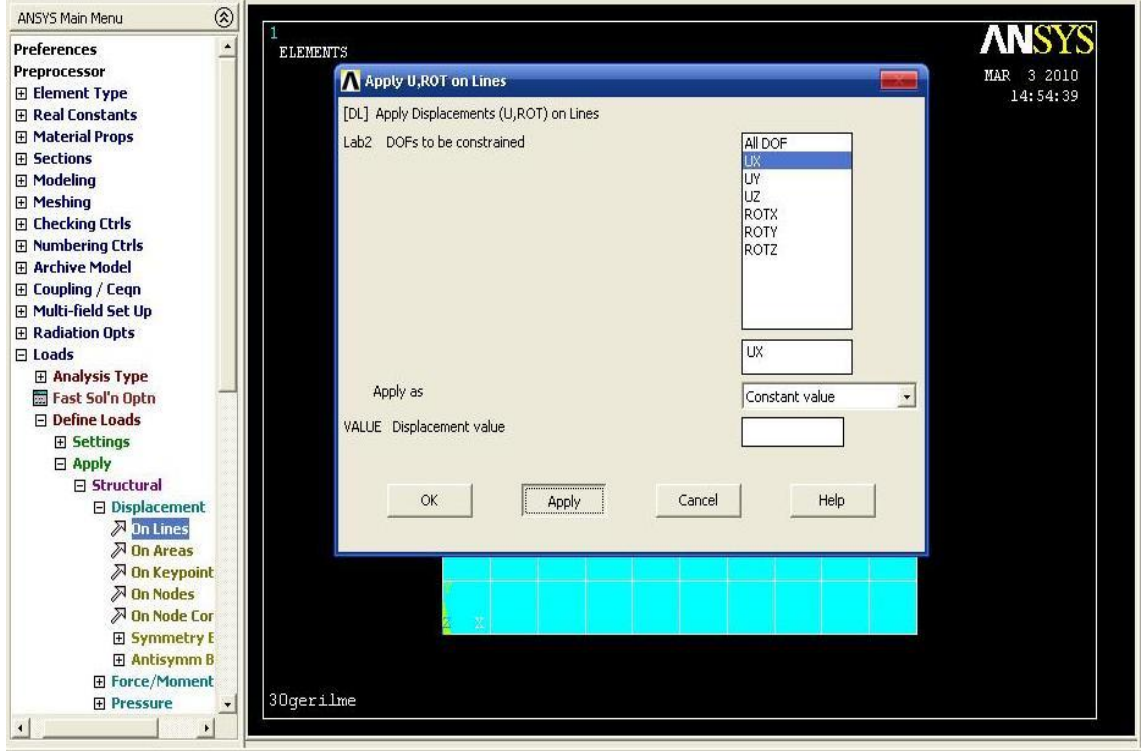 ANSYS Main Menu
Preferences
Preprocessor
Element Type
Real Constants
Material Props
Sections
Modeling
Meshing
Checking Ctrls
Numbering Ctrls
Archive Model
Coupling / Ceqn
Multi-field Set Up
Radiation Opts
Loads
Analysis Type
Fast Sol'n Optn
Define Loads
Settings
Apply
Structural
Displacement
On Lines
On Areas
On Keypoint
On Nodes
On Node Cor
Symmetry B
Antisymm B
Force/Moment
Pressure
1
ELEMENTS
ANSYS
MAR 3 2010
14:54:39
Apply U,ROT on Lines
[DL] Apply Displacements (U,ROT) on Lines
Lab2 DOFs to be constrained
All DOF
UX
UY
UZ
ROTX
ROTY
ROTZ
UX
Apply as
Constant value
VALUE Displacement value
OK
Apply
Cancel
Help
Y
Z X
3Ogerilme